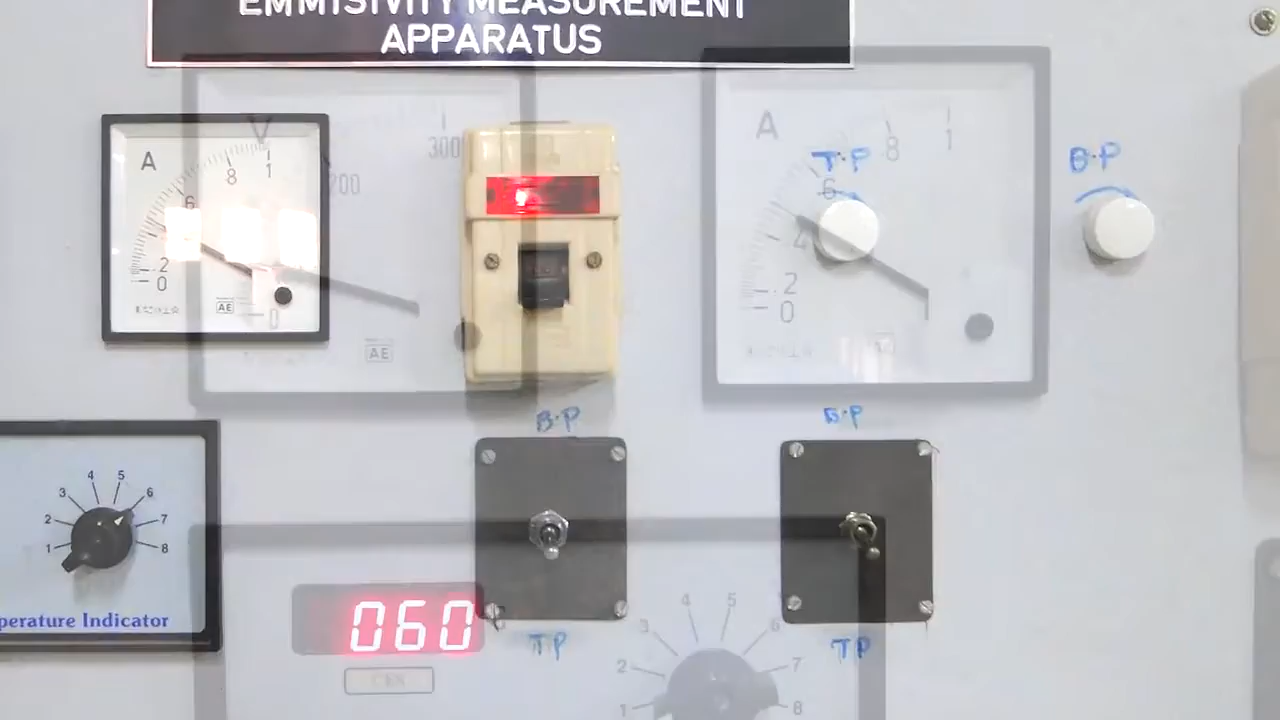 EMMISIVITY MEASUREMENT
APPARATUS
A
1
8
6
2
0
AE
V
300
200
0
AE
A
1
8
6
4
2
0
T.P
B.P
B.P
T.P
B.P
T.P
1
2
3
4
5
6
7
8
perature Indicator
060
1
2
3
4
5
6
7
8